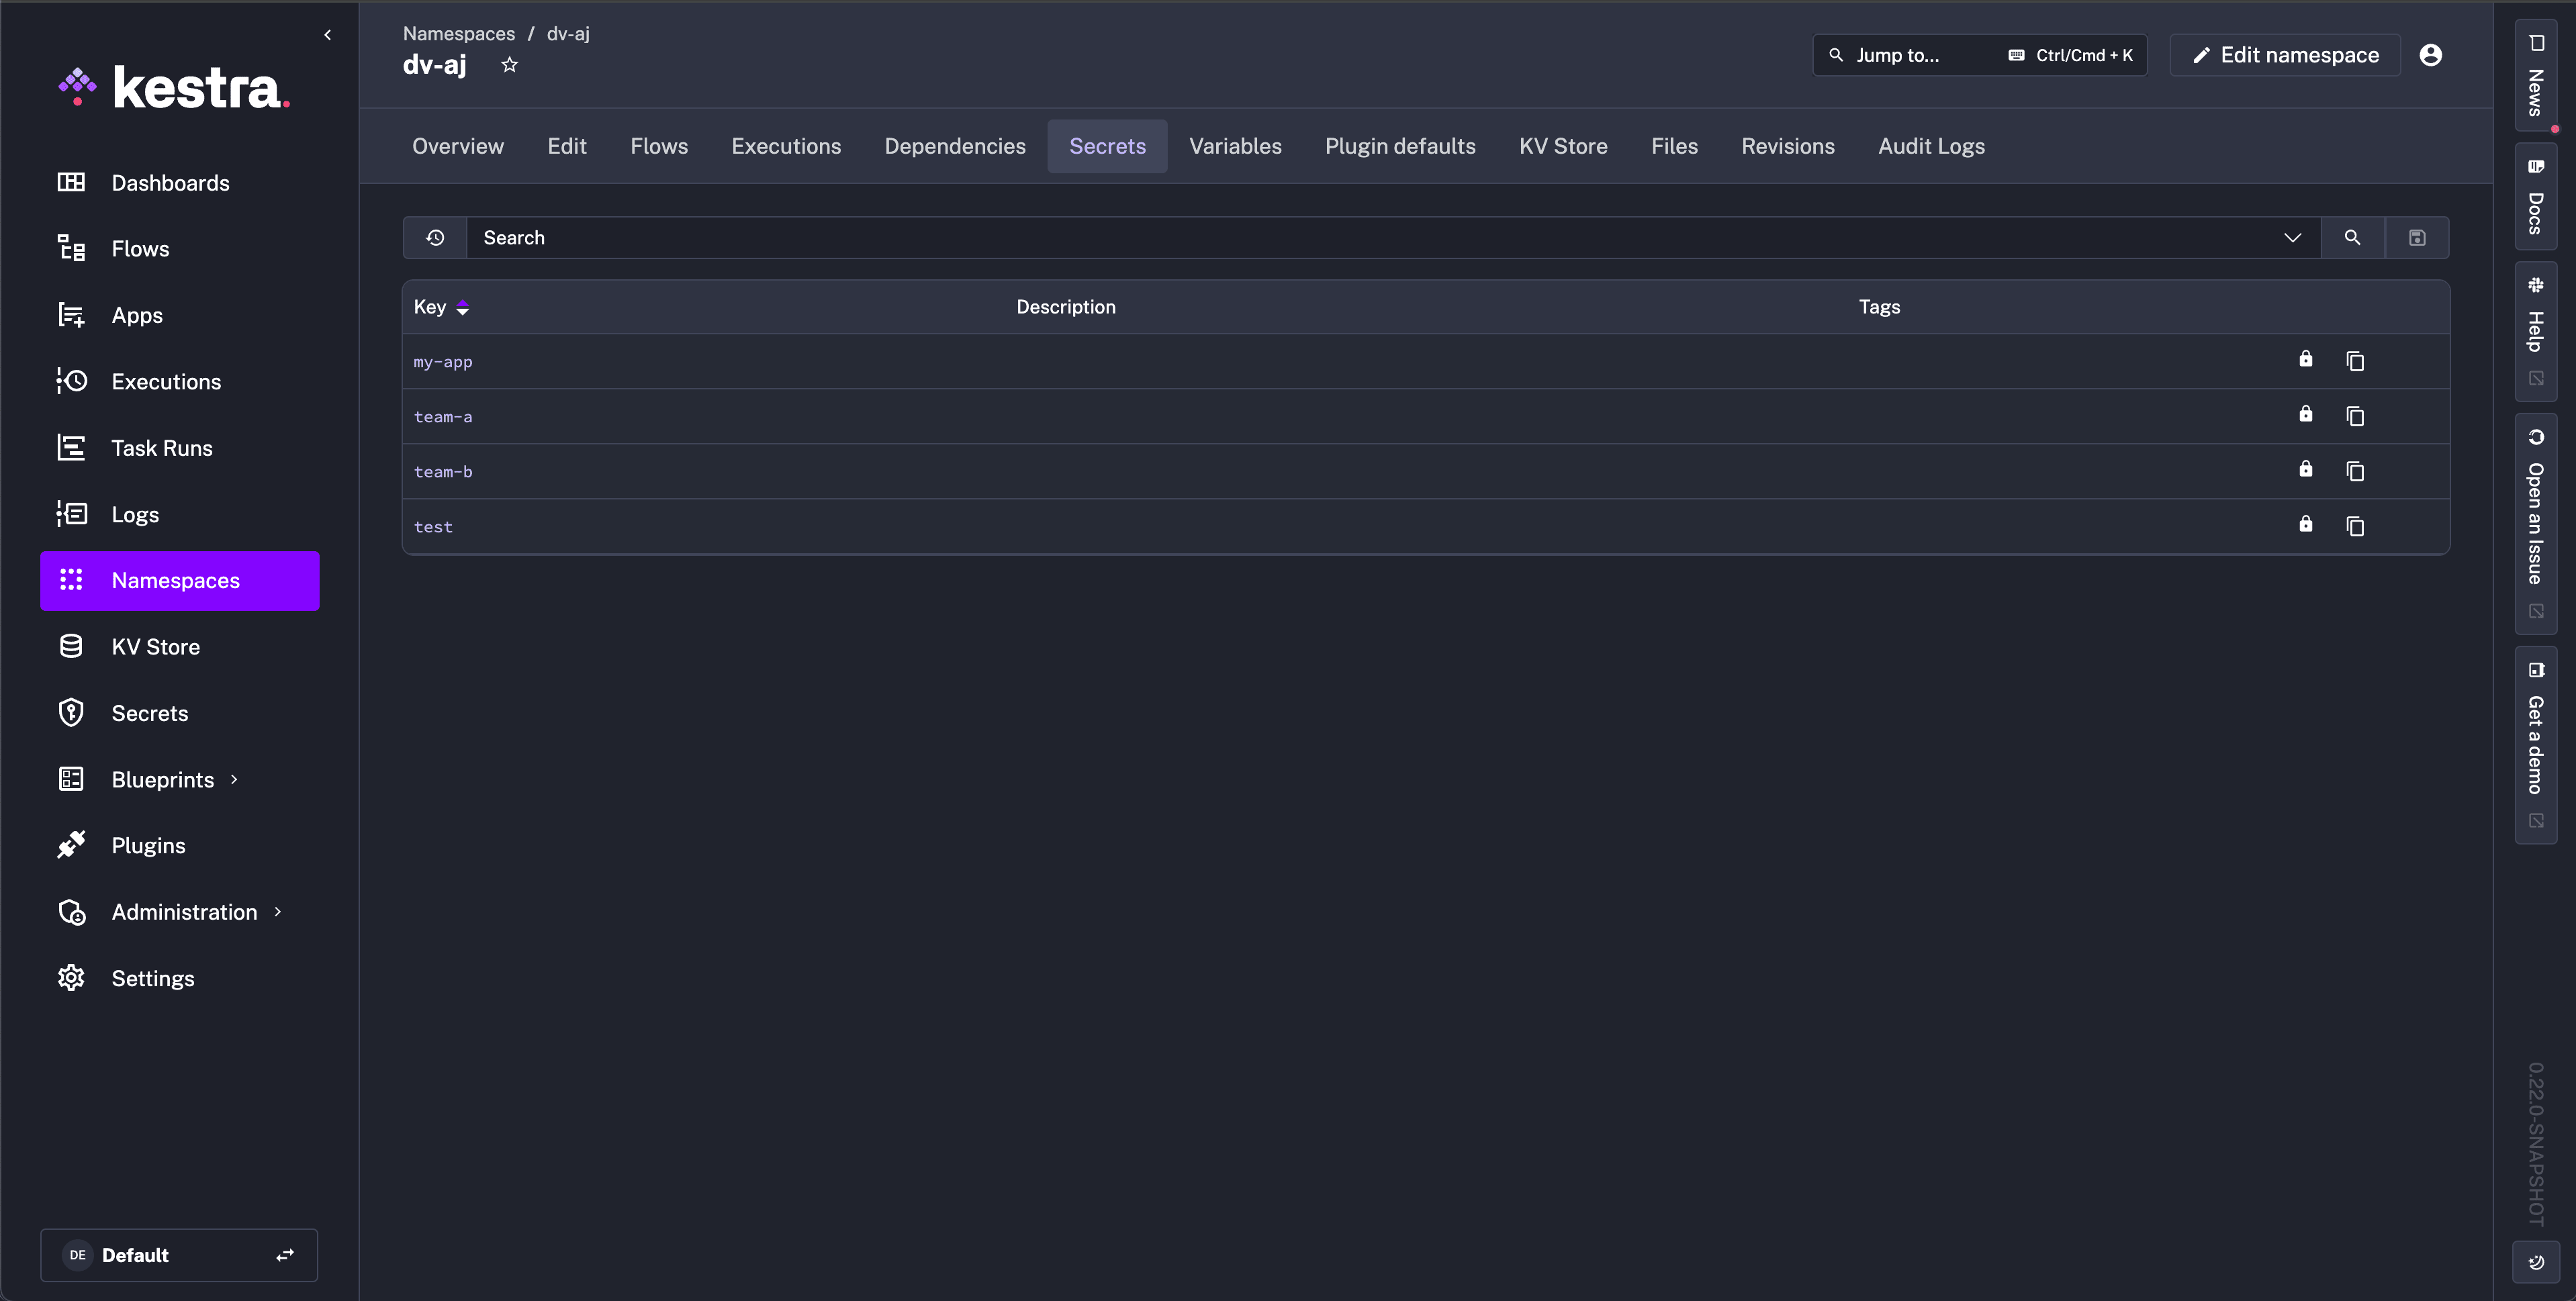 kestra.
Dashboards
Flows
Apps
Executions
Task Runs
Logs
Namespaces
KV Store
Secrets
Blueprints
Plugins
Administration
Settings
DE Default
Namespaces / dv-aj
dv-aj
Jump to... Ctrl/Cmd + K
Edit namespace
Overview Edit Flows Executions Dependencies Secrets Variables Plugin defaults KV Store Files Revisions Audit Logs
Search
Key Description Tags
my-app
team-a
team-b
test
News
Docs
Help
Open an Issue
Get a demo
0.22.0-SNAPSHOT